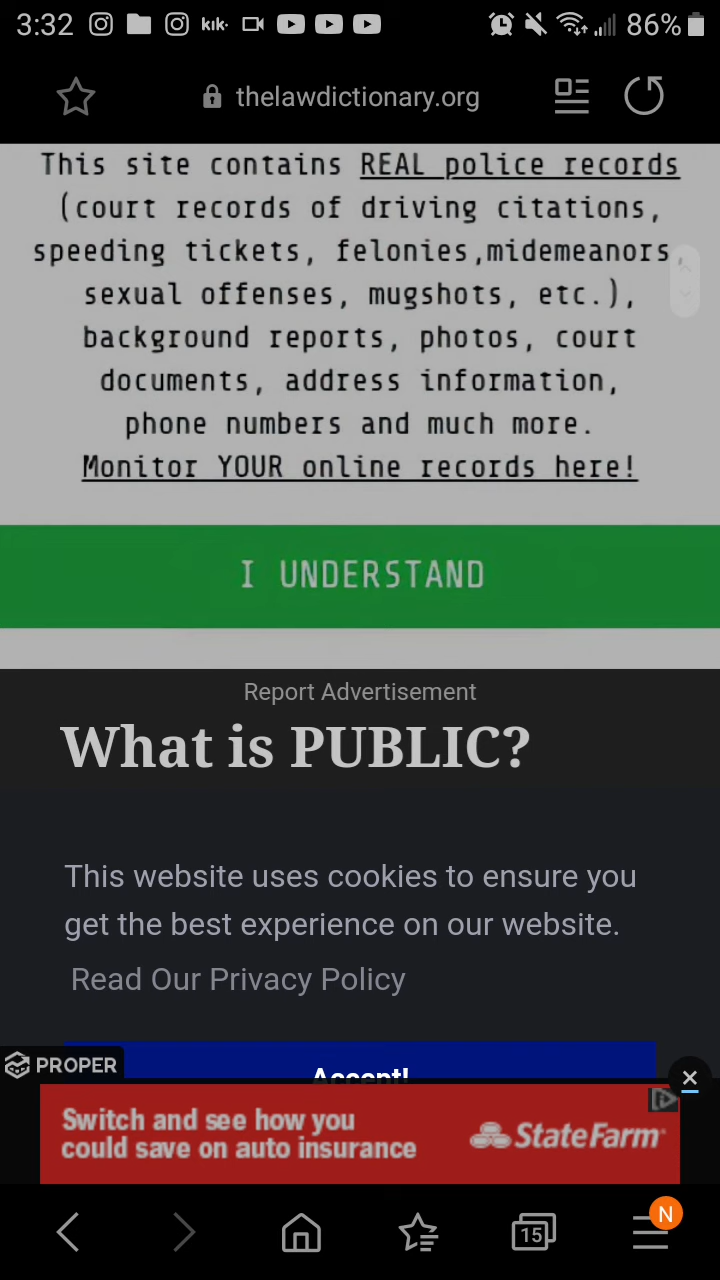 3:32 kik· 86%
thelawdictionary.org
This site contains REAL police records
(court records of driving citations,
speeding tickets, felonies,midemeanors,
sexual offenses, mugshots, etc.),
background reports, photos, court
documents, address information,
phone numbers and much more.
Monitor YOUR online records here!
I UNDERSTAND
Report Advertisement
What is PUBLIC?
This website uses cookies to ensure you
get the best experience on our website.
Read Our Privacy Policy
Accept!
PROPER
Switch and see how you
could save on auto insurance
StateFarm
15
N